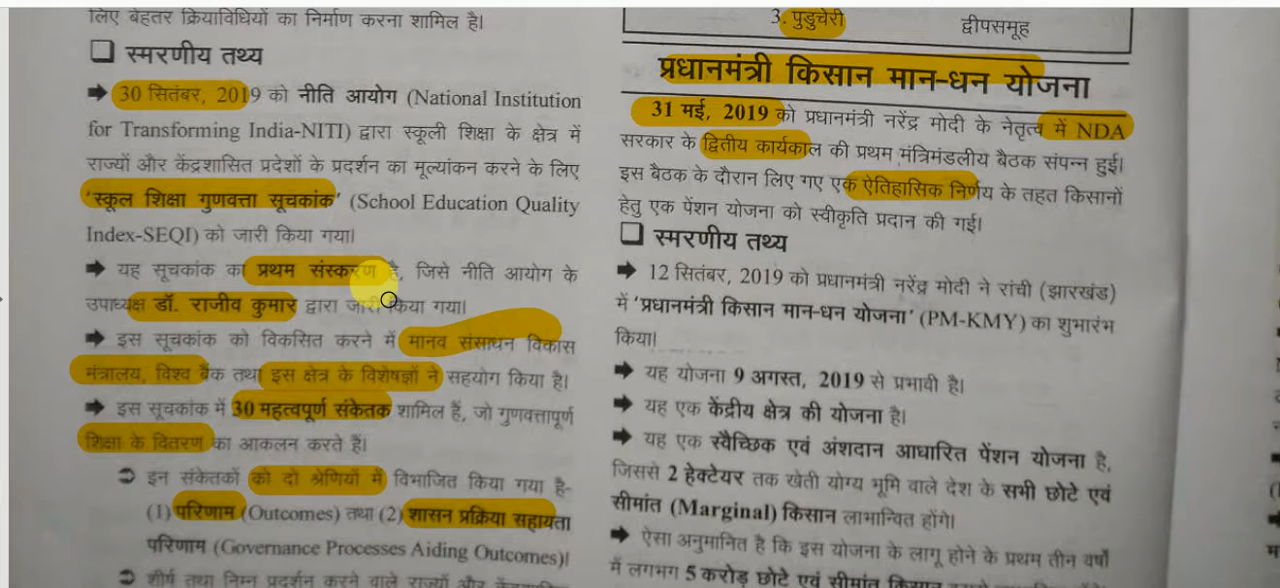 लिए बेहतर क्रियाविधियों का निर्माण करना शामिल है।
❑ स्मरणीय तथ्य
➡ 30 सितंबर, 2019 को नीति आयोग (National Institution
for Transforming India-NITI) द्वारा स्कूली शिक्षा के क्षेत्र में
राज्यों और केंद्रशासित प्रदेशों के प्रदर्शन का मूल्यांकन करने के लिए
'स्कूल शिक्षा गुणवत्ता सूचकांक' (School Education Quality
Index-SEQI) को जारी किया गया।
➡ यह सूचकांक का प्रथम संस्करण है, जिसे नीति आयोग के
उपाध्यक्ष डॉ. राजीव कुमार द्वारा जारी किया गया।
➡ इस सूचकांक को विकसित करने में मानव संसाधन विकास
मंत्रालय, विश्व बैंक तथा इस क्षेत्र के विशेषज्ञों ने सहयोग किया है।
➡ इस सूचकांक में 30 महत्वपूर्ण संकेतक शामिल हैं, जो गुणवत्तापूर्ण
शिक्षा के वितरण का आकलन करते हैं।
➲ इन संकेतकों को दो श्रेणियों में विभाजित किया गया है-
(1) परिणाम (Outcomes) तथा (2) शासन प्रक्रिया सहायता
परिणाम (Governance Processes Aiding Outcomes)।
➲ शीर्ष तथा निम्न प्रदर्शन करने वाले राज्यों और
3. पुडुचेरी द्वीपसमूह
प्रधानमंत्री किसान मान-धन योजना
31 मई, 2019 को प्रधानमंत्री नरेंद्र मोदी के नेतृत्व में NDA
सरकार के द्वितीय कार्यकाल की प्रथम मंत्रिमंडलीय बैठक संपन्न हुई।
इस बैठक के दौरान लिए गए एक ऐतिहासिक निर्णय के तहत किसानों
हेतु एक पेंशन योजना को स्वीकृति प्रदान की गई।
❑ स्मरणीय तथ्य
➡ 12 सितंबर, 2019 को प्रधानमंत्री नरेंद्र मोदी ने रांची (झारखंड)
में 'प्रधानमंत्री किसान मान-धन योजना' (PM-KMY) का शुभारंभ
किया।
➡ यह योजना 9 अगस्त, 2019 से प्रभावी है।
➡ यह एक केंद्रीय क्षेत्र की योजना है।
➡ यह एक स्वैच्छिक एवं अंशदान आधारित पेंशन योजना है,
जिससे 2 हेक्टेयर तक खेती योग्य भूमि वाले देश के सभी छोटे एवं
सीमांत (Marginal) किसान लाभान्वित होंगे।
➡ ऐसा अनुमानित है कि इस योजना के लागू होने के प्रथम तीन वर्षों
में लगभग 5 करोड़ छोटे एवं सीमांत किसान